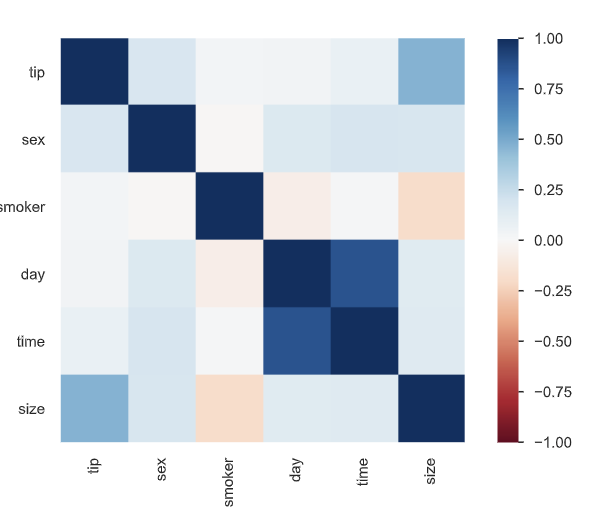 tip
sex
smoker
day
time
size
tip
sex
smoker
day
time
size
1.00
0.75
0.50
0.25
0.00
−0.25
−0.50
−0.75
−1.00